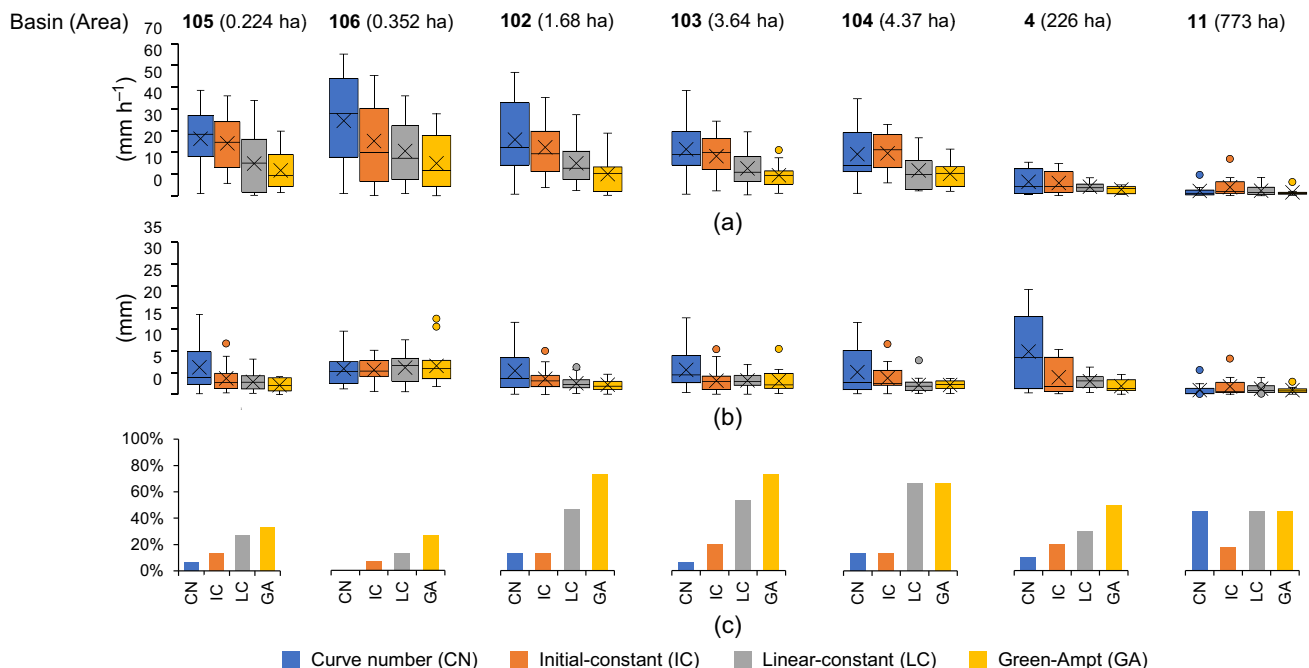 Basin (Area) 105 (0.224 ha) 106 (0.352 ha) 102 (1.68 ha) 103 (3.64 ha) 104 (4.37 ha) 4 (226 ha) 11 (773 ha)
70
60
50
40
30
20
10
0
(mm h⁻¹)
(a)
35
30
25
20
15
10
5
0
(mm)
(b)
100%
80%
60%
40%
20%
0%
CN IC LC GA CN IC LC GA CN IC LC GA CN IC LC GA CN IC LC GA CN IC LC GA CN IC LC GA
(c)
Curve number (CN) Initial-constant (IC) Linear-constant (LC) Green-Ampt (GA)